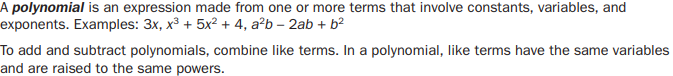 A polynomial is an expression made from one or more terms that involve constants, variables, and
exponents. Examples: 3x, x³ + 5x² + 4, a²b – 2ab + b²
To add and subtract polynomials, combine like terms. In a polynomial, like terms have the same variables
and are raised to the same powers.